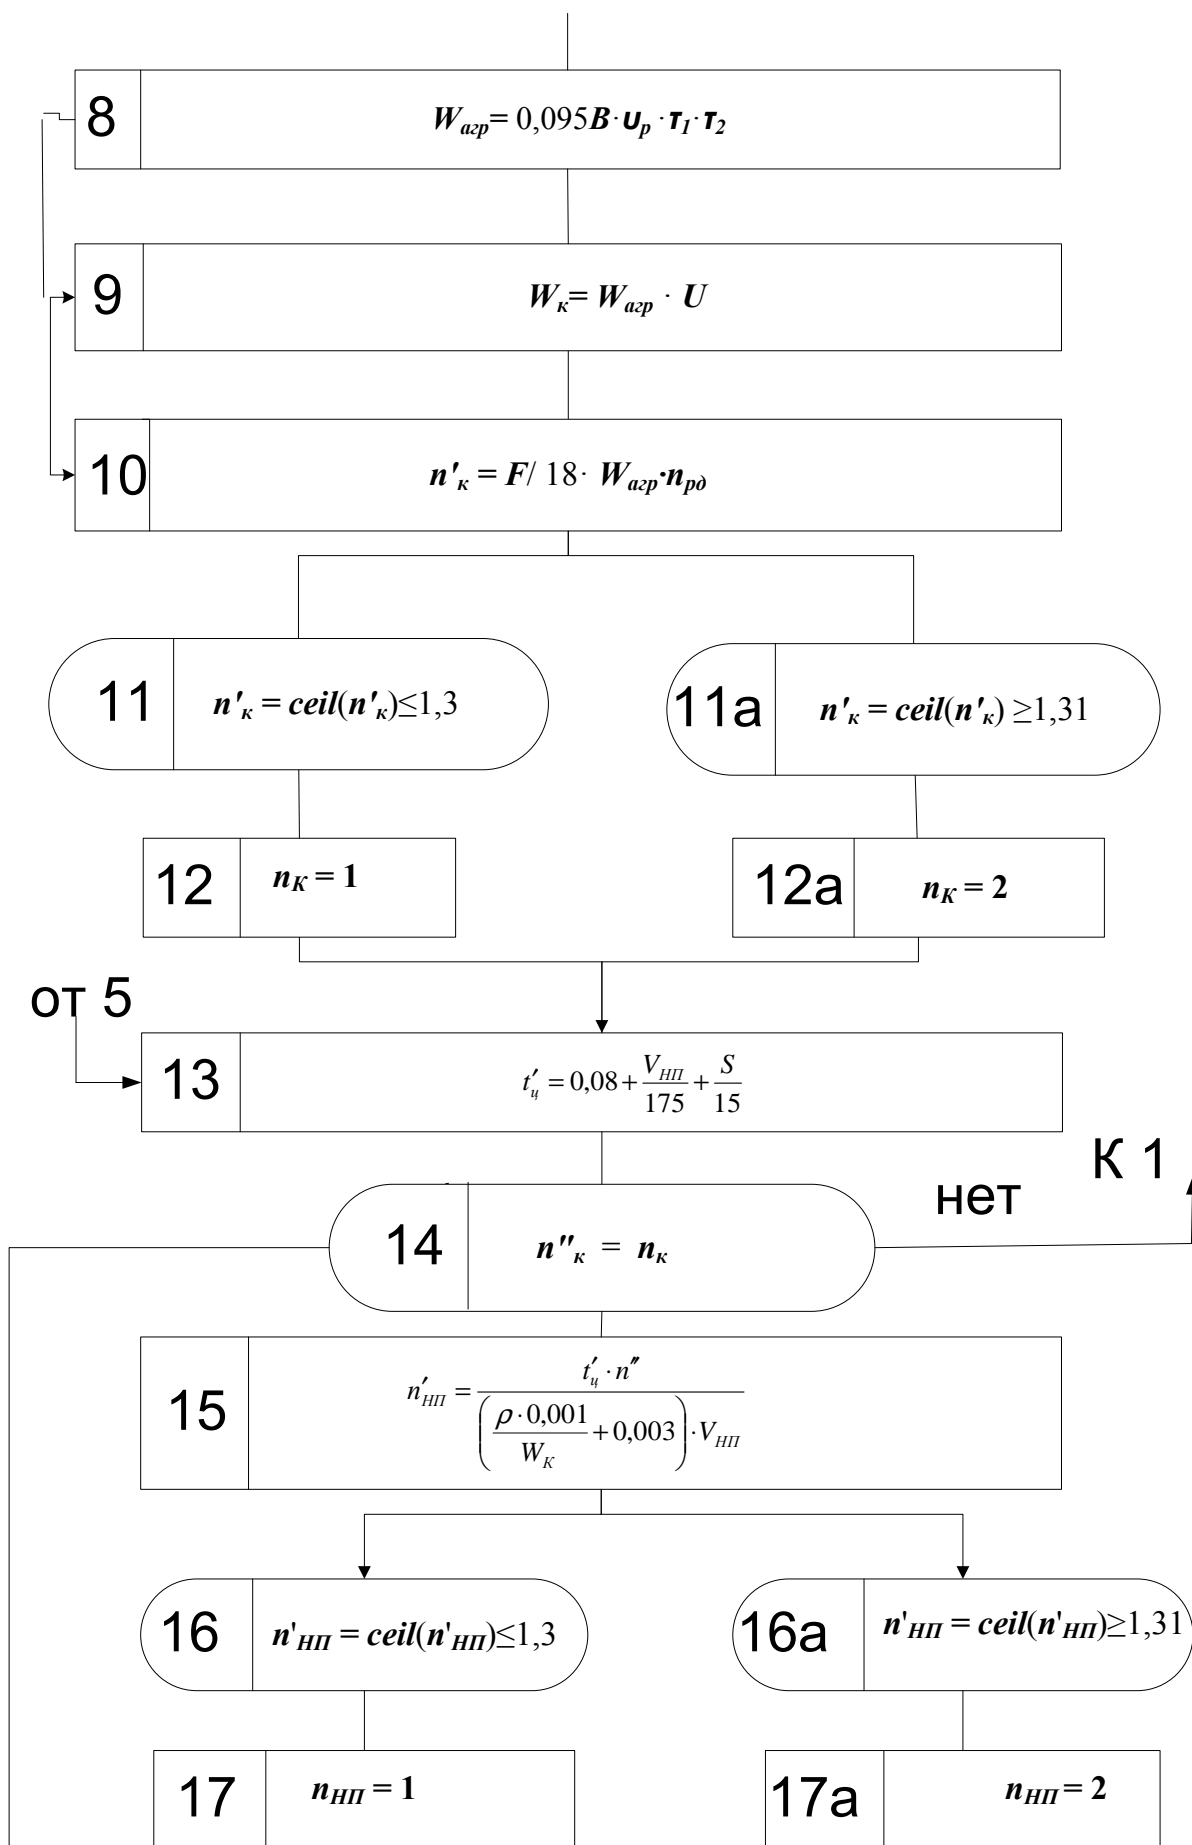 8 W_агр= 0,095B·υ_р·τ_1·τ_2
9 W_к= W_агр · U
10 n'_к = F/ 18· W_агр·n_рд
11 n'_к = ceil(n'_к)≤1,3
11а n'_к = ceil(n'_к) ≥1,31
12 n_К = 1
12а n_К = 2
от 5
13 t'_ц = 0,08 + V_НП/175 + S/15
К 1
нет
14 n''_к = n_к
15 n'_НП = t'_ц · n'' / ((ρ·0,001/W_К + 0,003)·V_НП)
16 n'_НП = ceil(n'_НП)≤1,3
16а n'_НП = ceil(n'_НП)≥1,31
17 n_НП = 1
17а n_НП = 2